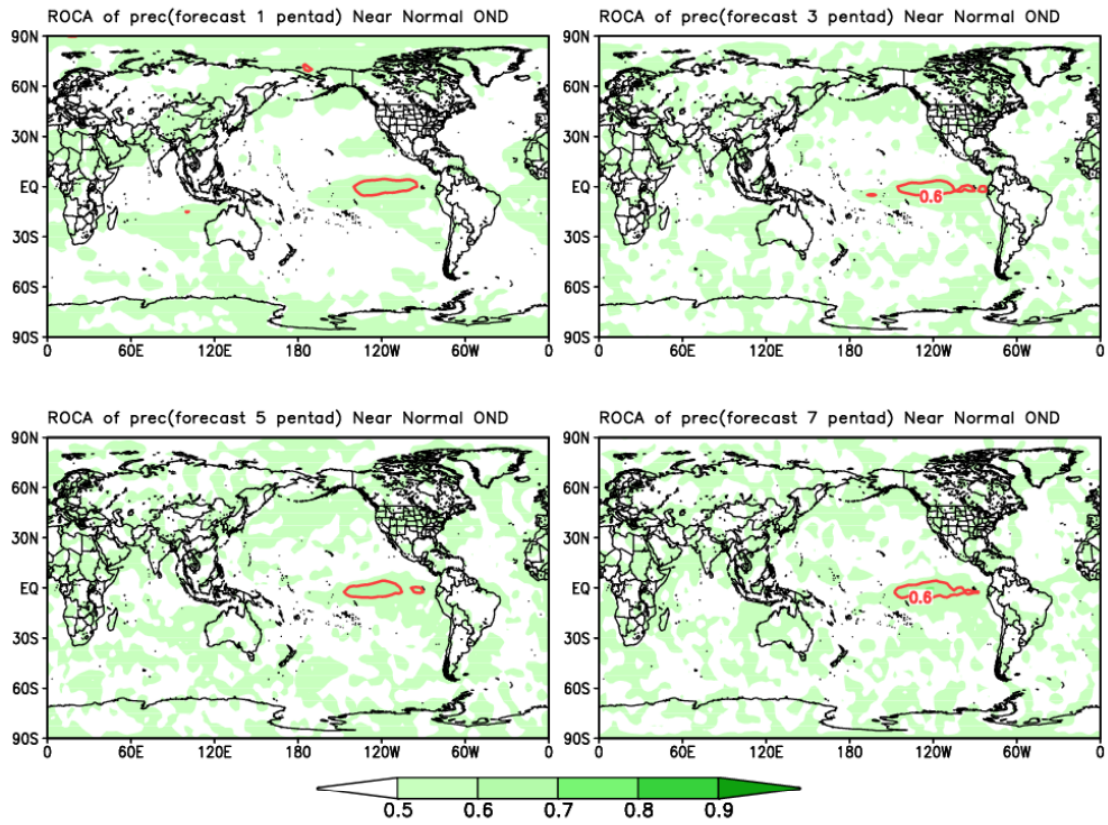 ROCA of prec(forecast 1 pentad) Near Normal OND
90N
60N
30N
EQ
30S
60S
90S
0 60E 120E 180 120W 60W 0
ROCA of prec(forecast 3 pentad) Near Normal OND
90N
60N
30N
EQ
30S
60S
90S
0.6
0 60E 120E 180 120W 60W 0
ROCA of prec(forecast 5 pentad) Near Normal OND
90N
60N
30N
EQ
30S
60S
90S
0 60E 120E 180 120W 60W 0
ROCA of prec(forecast 7 pentad) Near Normal OND
90N
60N
30N
EQ
30S
60S
90S
0.6
0 60E 120E 180 120W 60W 0
0.5 0.6 0.7 0.8 0.9